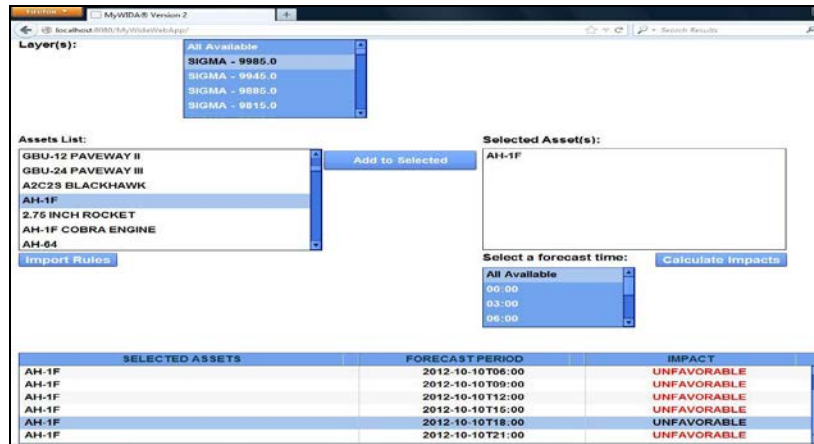 Firefox
MyWIDA® Version 2
localhost:8080/MyWidaWebApp/
Search Results
Layer(s):
All Available
SIGMA - 9985.0
SIGMA - 9945.0
SIGMA - 9885.0
SIGMA - 9815.0
Assets List:
GBU-12 PAVEWAY II
GBU-24 PAVEWAY III
A2C2S BLACKHAWK
AH-1F
2.75 INCH ROCKET
AH-1F COBRA ENGINE
AH-64
Add to Selected
Selected Asset(s):
AH-1F
Import Rules
Select a forecast time:
All Available
00:00
03:00
06:00
Calculate Impacts
SELECTED ASSETS FORECAST PERIOD IMPACT
AH-1F 2012-10-10T06:00 UNFAVORABLE
AH-1F 2012-10-10T09:00 UNFAVORABLE
AH-1F 2012-10-10T12:00 UNFAVORABLE
AH-1F 2012-10-10T15:00 UNFAVORABLE
AH-1F 2012-10-10T18:00 UNFAVORABLE
AH-1F 2012-10-10T21:00 UNFAVORABLE